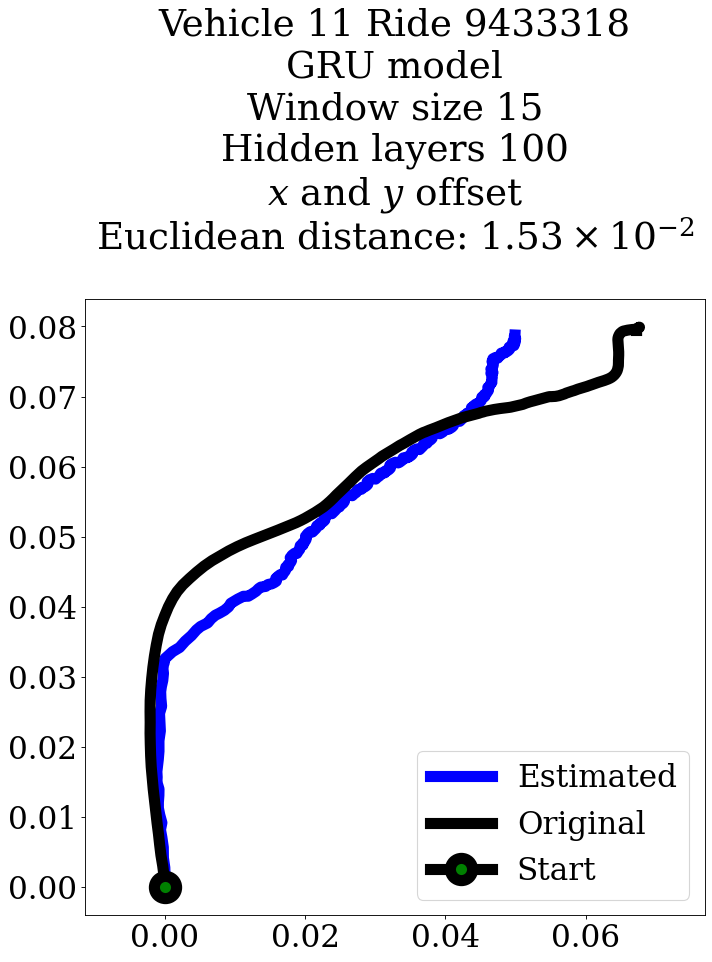 Vehicle 11 Ride 9433318
GRU model
Window size 15
Hidden layers 100
x and y offset
Euclidean distance: 1.53 × 10⁻²
0.08
0.07
0.06
0.05
0.04
0.03
0.02
0.01
0.00
Estimated
Original
Start
0.00 0.02 0.04 0.06